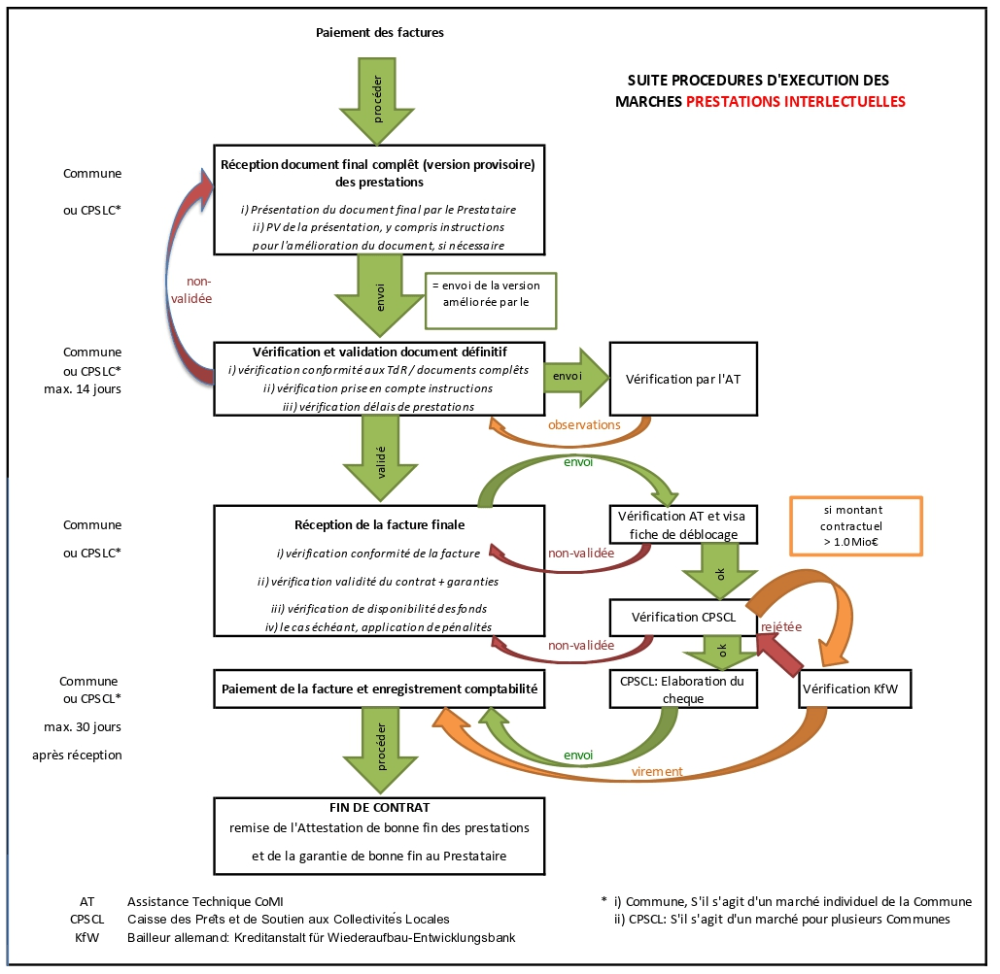 Paiement des factures
SUITE PROCEDURES D'EXECUTION DES
MARCHES PRESTATIONS INTERLECTUELLES
procéder
Commune
ou CPSLC*
Réception document final complêt (version provisoire)
des prestations
i) Présentation du document final par le Prestataire
ii) PV de la présentation, y compris instructions
pour l'amélioration du document, si nécessaire
non-
validée
envoi
= envoi de la version
améliorée par le
Commune
ou CPSLC*
max. 14 jours
Vérification et validation document définitif
i) vérification conformité aux TdR / documents complêts
ii) vérification prise en compte instructions
iii) vérification délais de prestations
envoi
Vérification par l'AT
observations
validé
envoi
Commune
ou CPSLC*
Réception de la facture finale
i) vérification conformité de la facture
ii) vérification validité du contrat + garanties
iii) vérification de disponibilité des fonds
iv) le cas échéant, application de pénalités
Vérification AT et visa
fiche de déblocage
si montant
contractuel
> 1.0 Mio€
non-validée
ok
Vérification CPSCL
rejétée
non-validée
ok
Commune
ou CPSCL*
max. 30 jours
après réception
Paiement de la facture et enregistrement comptabilité
CPSCL: Elaboration du
cheque
Vérification KfW
procéder
envoi
virement
FIN DE CONTRAT
remise de l'Attestation de bonne fin des prestations
et de la garantie de bonne fin au Prestataire
AT Assistance Technique CoMI
CPSCL Caisse des Prêts et de Soutien aux Collectivités Locales
KfW Bailleur allemand: Kreditanstalt für Wiederaufbau-Entwicklungsbank
* i) Commune, S'il s'agit d'un marché individuel de la Commune
ii) CPSCL: S'il s'agit d'un marché pour plusieurs Communes